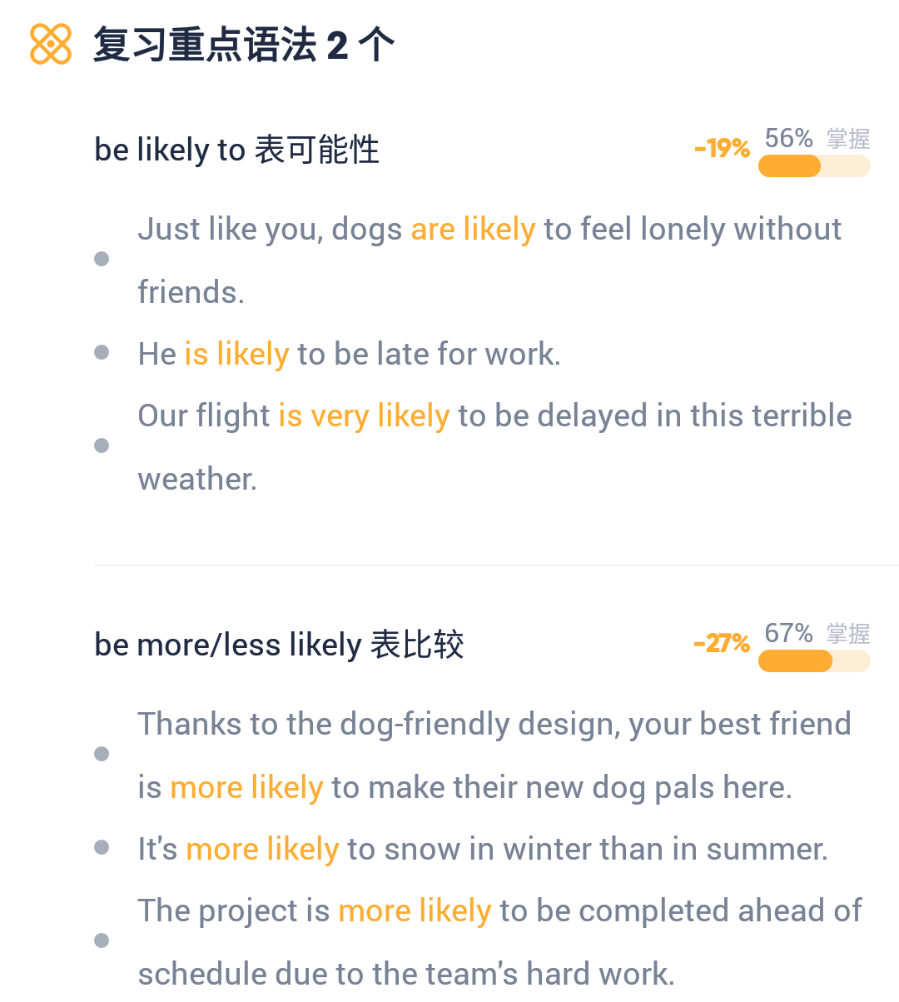 复习重点语法 2 个
be likely to 表可能性
-19%
56% 掌握
Just like you, dogs are likely to feel lonely without
friends.
He is likely to be late for work.
Our flight is very likely to be delayed in this terrible
weather.
be more/less likely 表比较
-27%
67% 掌握
Thanks to the dog-friendly design, your best friend
is more likely to make their new dog pals here.
It's more likely to snow in winter than in summer.
The project is more likely to be completed ahead of
schedule due to the team's hard work.